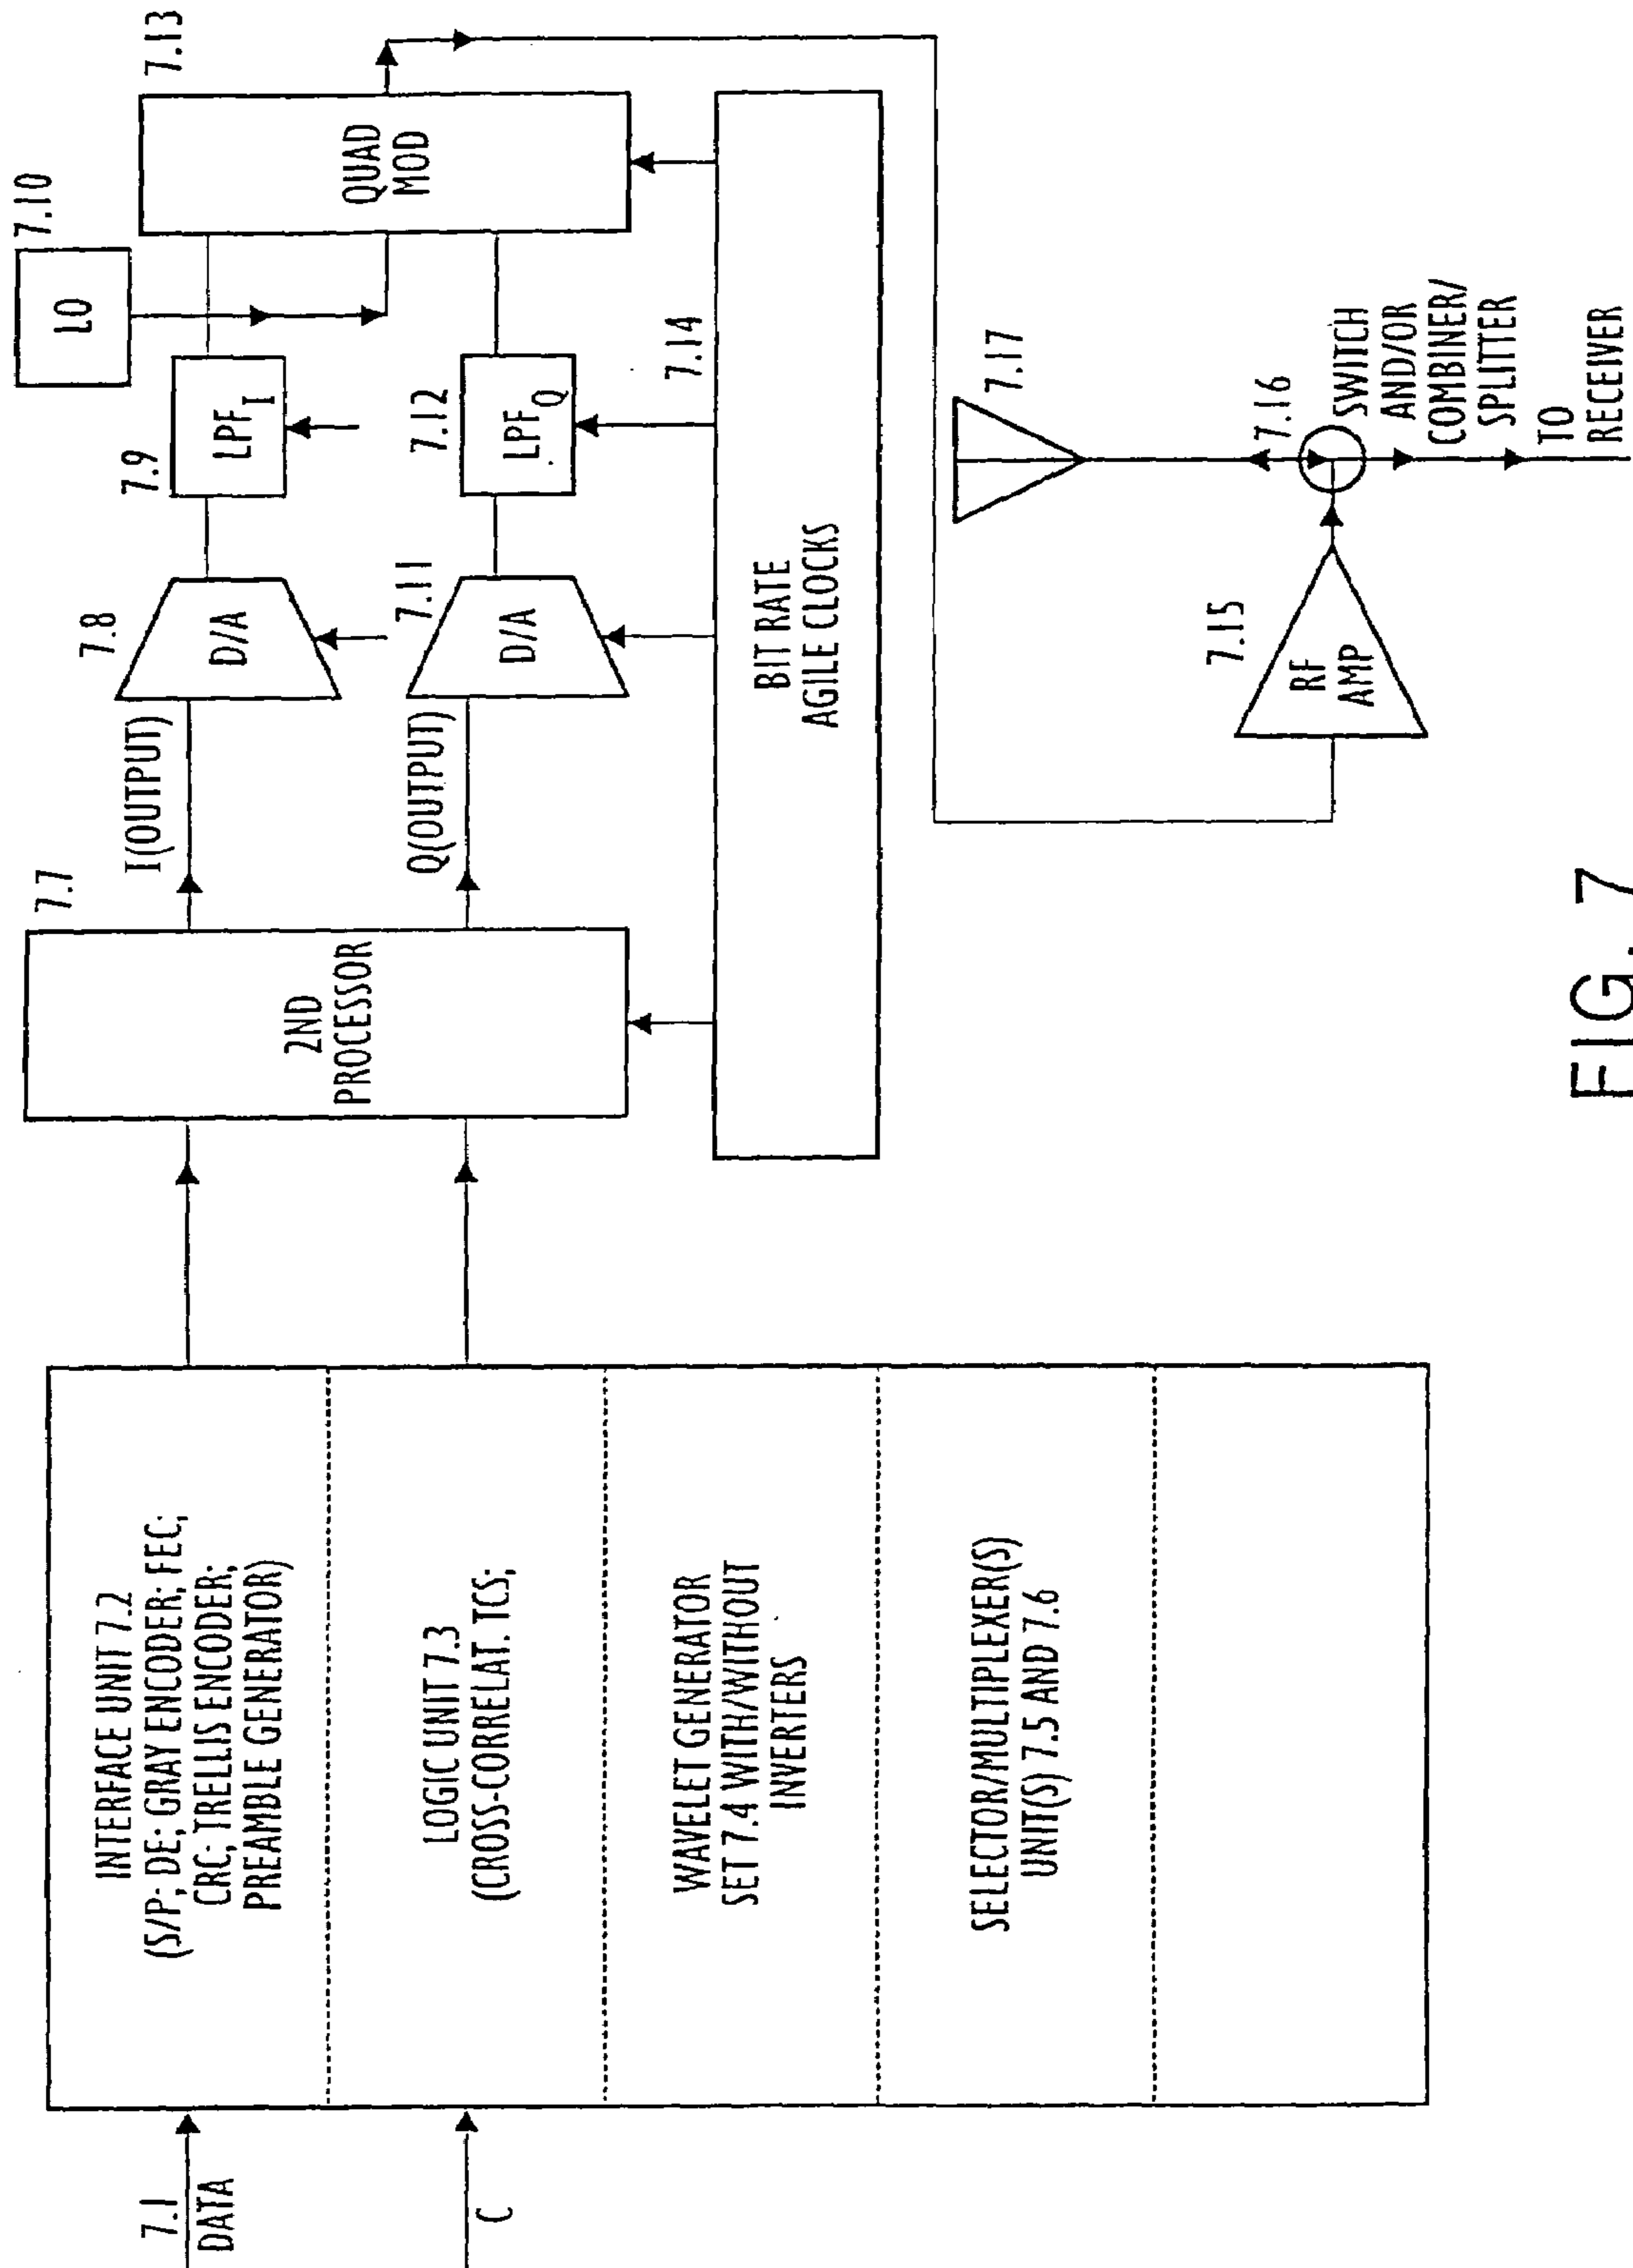 7.1
DATA
C
INTERFACE UNIT 7.2
(S/P; DE; GRAY ENCODER; FEC;
CRC; TRELLIS ENCODER;
PREAMBLE GENERATOR)
LOGIC UNIT 7.3
(CROSS-CORRELAT. TCS;
WAVELET GENERATOR
SET 7.4 WITH/WITHOUT
INVERTERS
SELECTOR/MULTIPLEXER(S)
UNIT(S) 7.5 AND 7.6
7.7
2ND
PROCESSOR
I(OUTPUT)
Q(OUTPUT)
7.8
D/A
7.11
D/A
7.9
LPF I
7.12
LPF Q
7.10
LO
7.13
QUAD
MOD
7.14
BIT RATE
AGILE CLOCKS
7.15
RF
AMP
7.17
7.16
SWITCH
AND/OR
COMBINER/
SPLITTER
TO
RECEIVER
FIG. 7